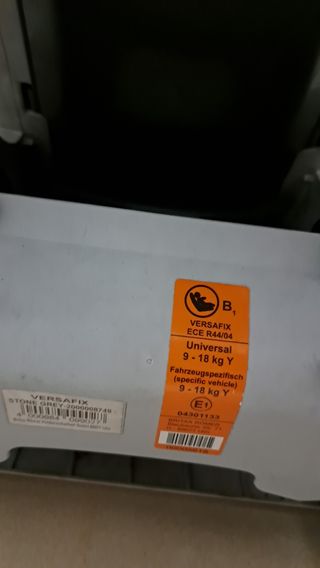 B1
VERSAFIX
ECE R44/04
Universal
9 - 18 kg Y
Fahrzeugspezifisch
(specific vehicle)
9 - 18 kg Y
E1
04301133
BRITAX RÖMER
VERSAFIX
STONE GREY-2000008749